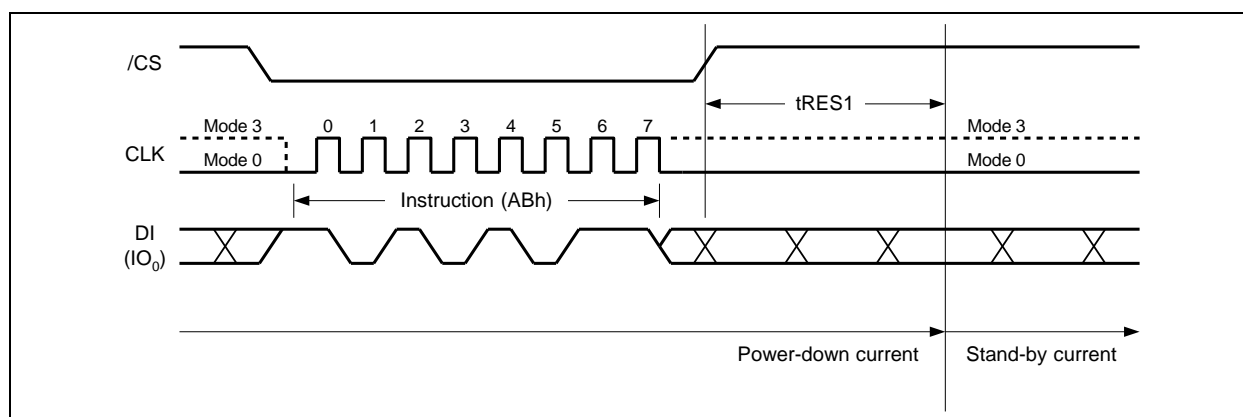 /CS
tRES1
Mode 3 0 1 2 3 4 5 6 7 Mode 3
CLK
Mode 0 Mode 0
Instruction (ABh)
DI
(IO0)
Power-down current Stand-by current